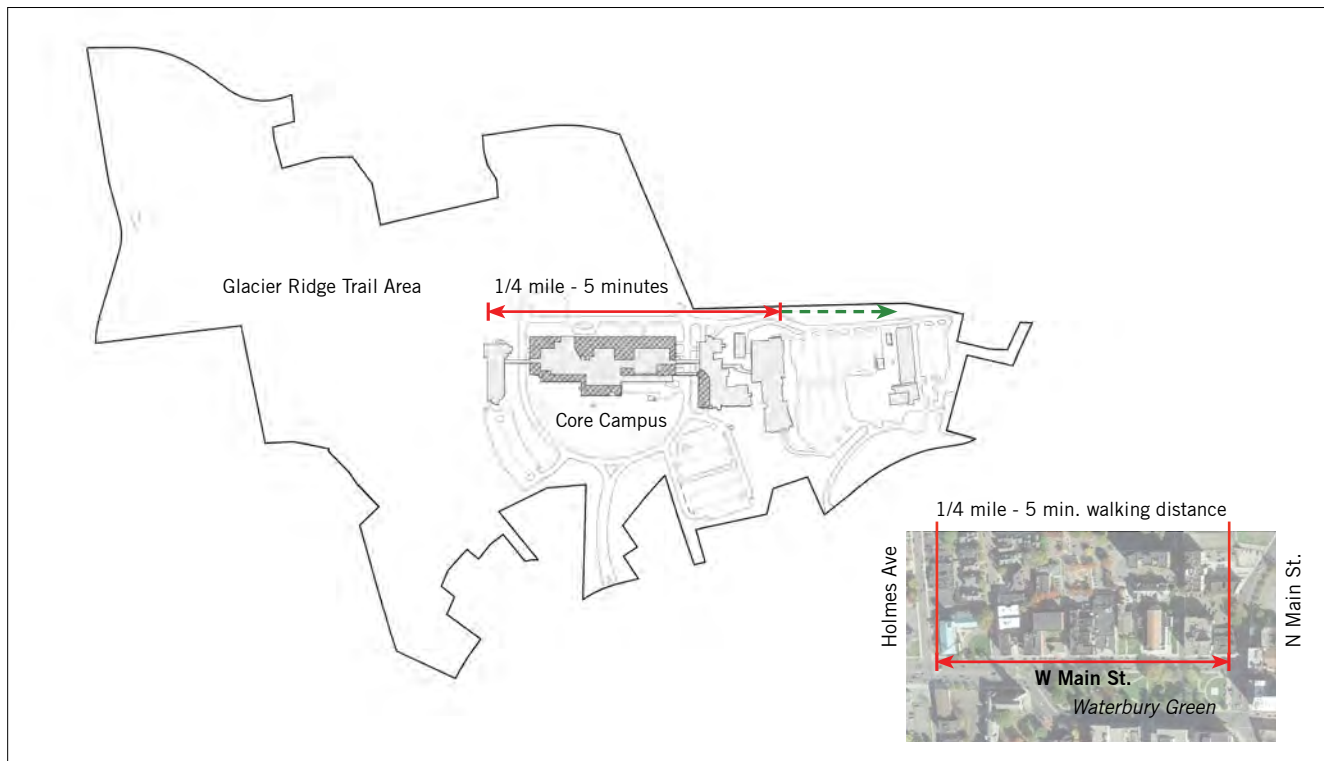 1/4 mile - 5 minutes
Glacier Ridge Trail Area
Core Campus
1/4 mile - 5 min. walking distance
Holmes Ave
N Main St.
W Main St.
Waterbury Green